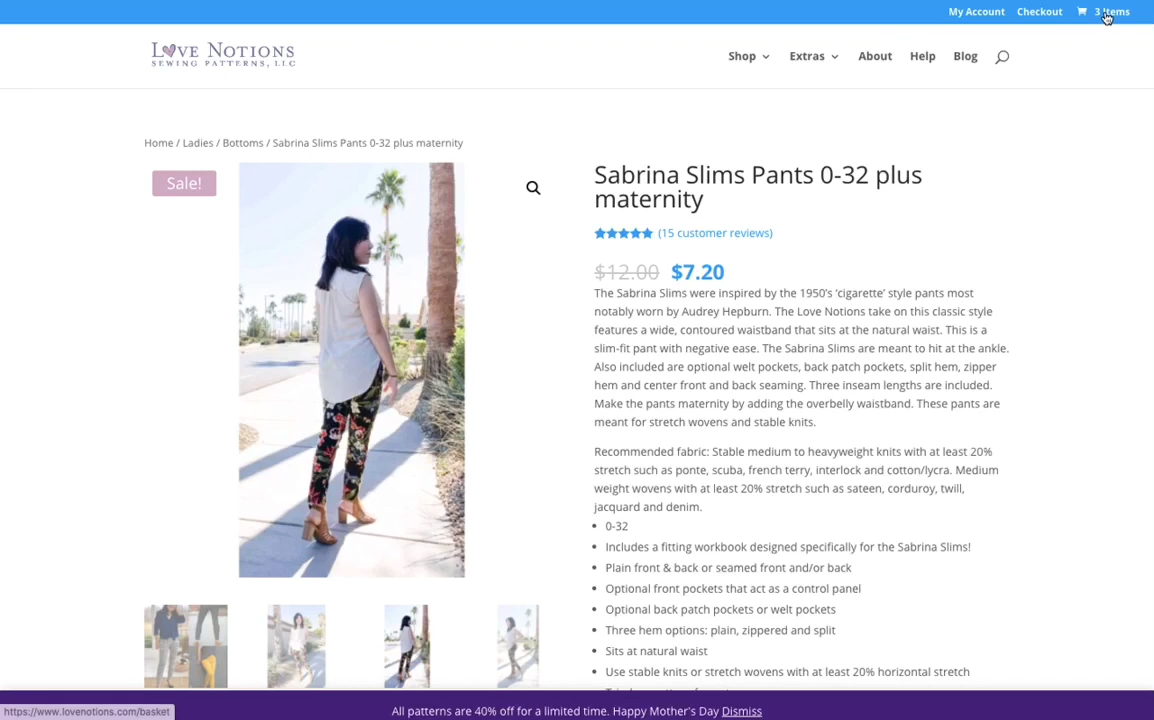 My Account Checkout 3 Items
LOVE NOTIONS
SEWING PATTERNS, LLC
Shop Extras About Help Blog
Home / Ladies / Bottoms / Sabrina Slims Pants 0-32 plus maternity
Sale!
Sabrina Slims Pants 0-32 plus
maternity
(15 customer reviews)
$12.00 $7.20
The Sabrina Slims were inspired by the 1950's 'cigarette' style pants most
notably worn by Audrey Hepburn. The Love Notions take on this classic style
features a wide, contoured waistband that sits at the natural waist. This is a
slim-fit pant with negative ease. The Sabrina Slims are meant to hit at the ankle.
Also included are optional welt pockets, back patch pockets, split hem, zipper
hem and center front and back seaming. Three inseam lengths are included.
Make the pants maternity by adding the overbelly waistband. These pants are
meant for stretch wovens and stable knits.
Recommended fabric: Stable medium to heavyweight knits with at least 20%
stretch such as ponte, scuba, french terry, interlock and cotton/lycra. Medium
weight wovens with at least 20% stretch such as sateen, corduroy, twill,
jacquard and denim.
0-32
Includes a fitting workbook designed specifically for the Sabrina Slims!
Plain front & back or seamed front and/or back
Optional front pockets that act as a control panel
Optional back patch pockets or welt pockets
Three hem options: plain, zippered and split
Sits at natural waist
Use stable knits or stretch wovens with at least 20% horizontal stretch
https://www.lovenotions.com/basket
All patterns are 40% off for a limited time. Happy Mother's Day Dismiss